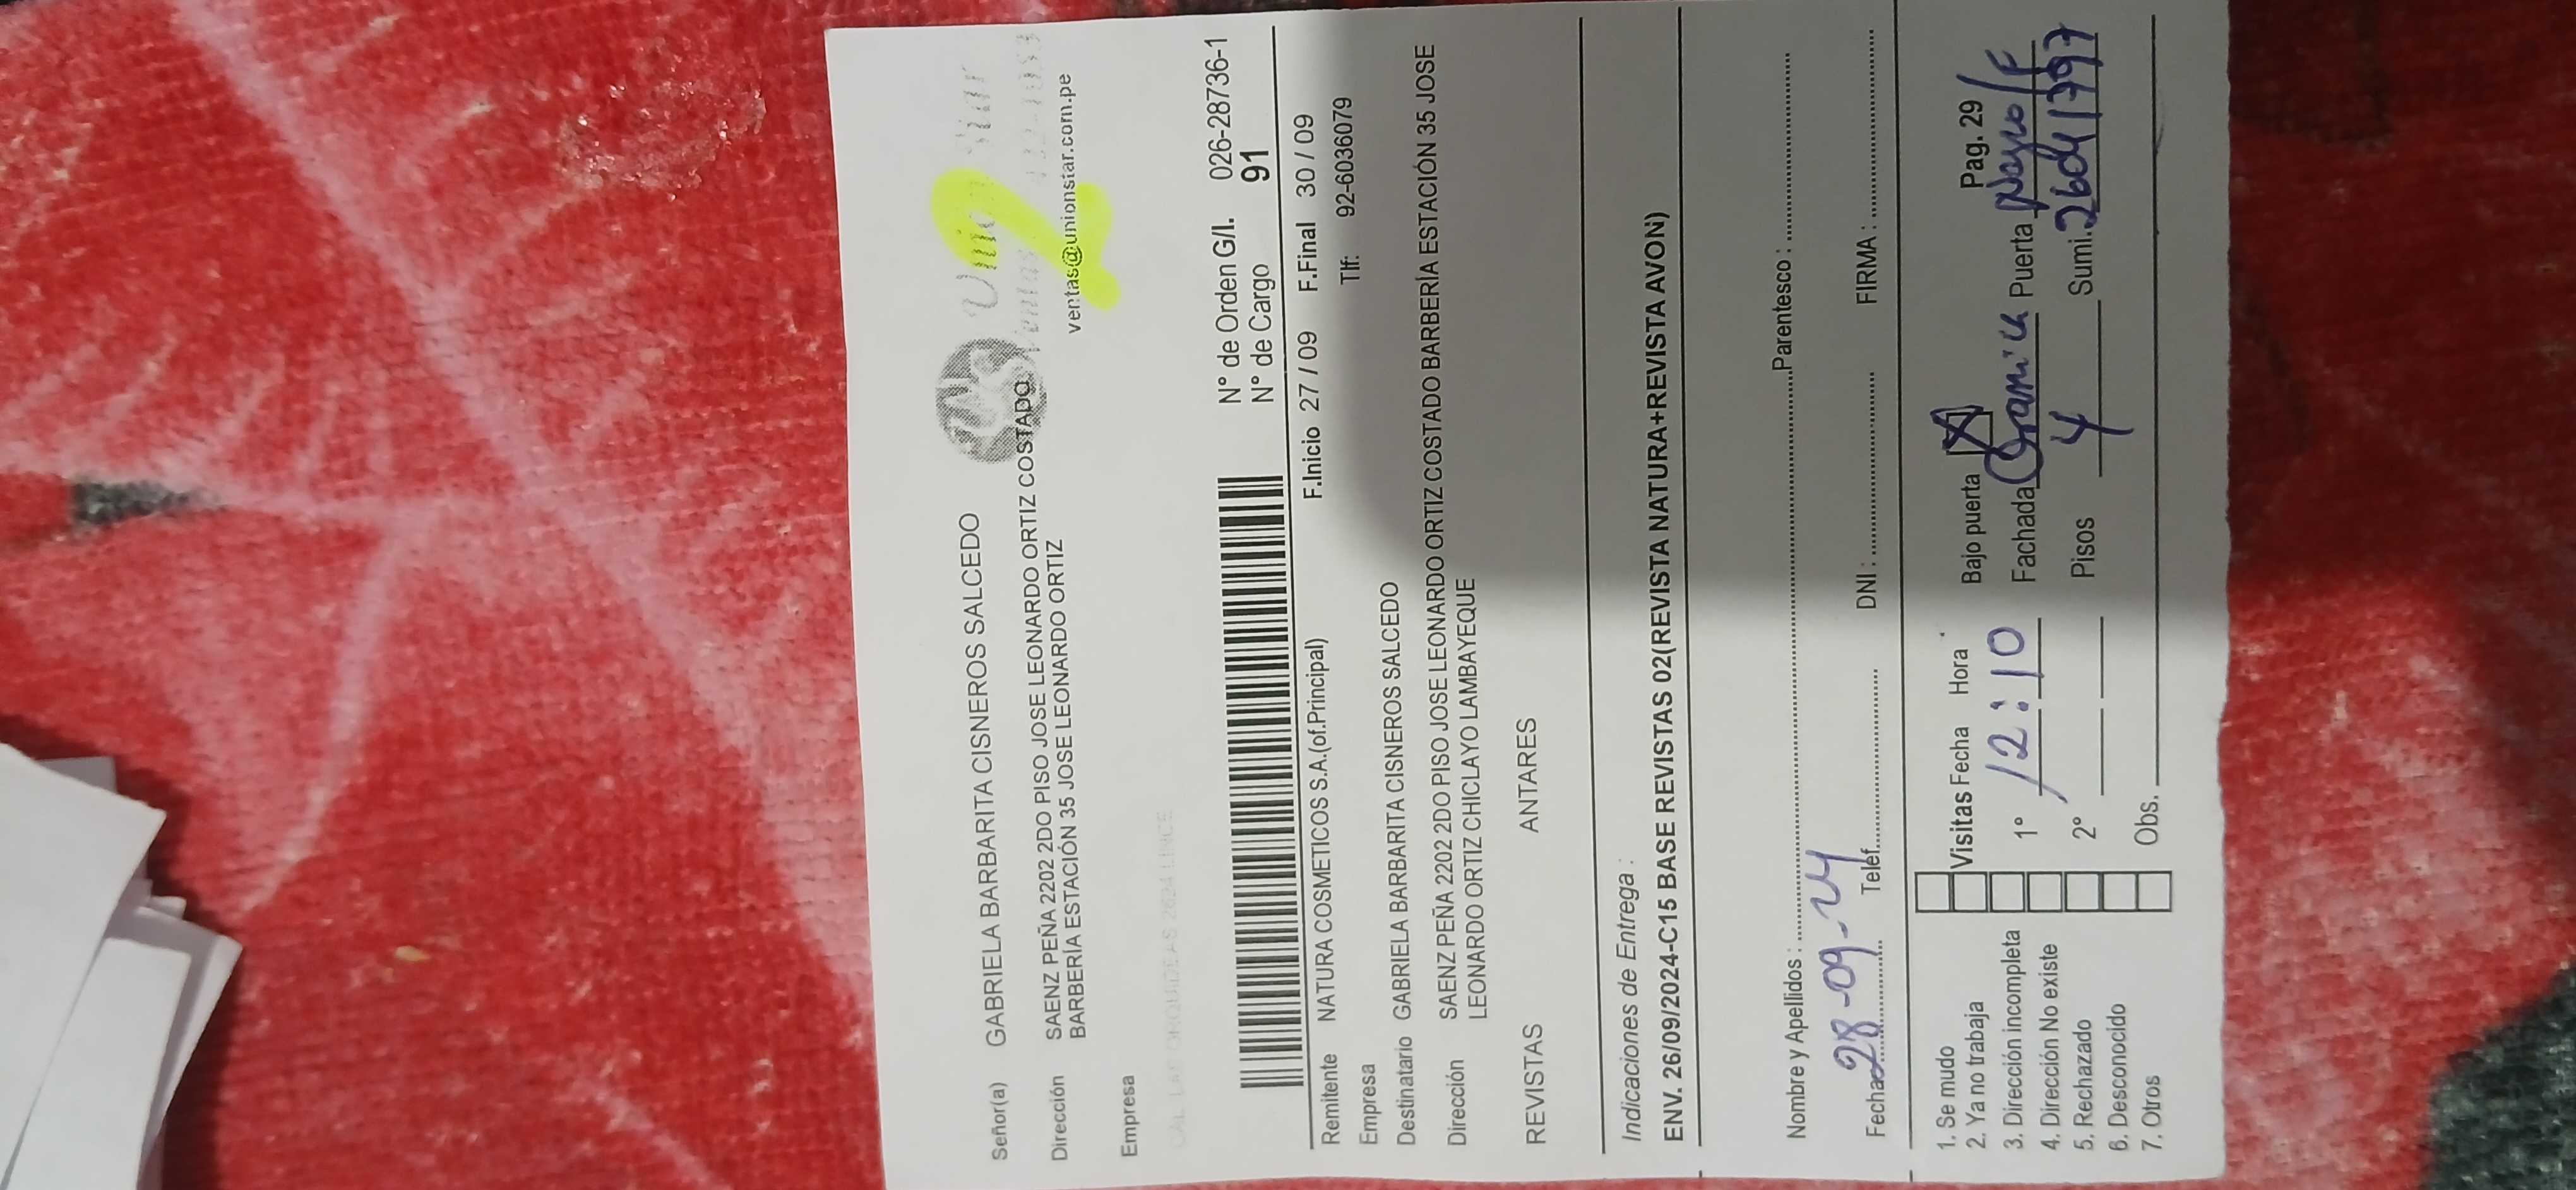 Union Star
Ventas
ventas@unionstar.com.pe
Señor(a) GABRIELA BARBARITA CISNEROS SALCEDO
Dirección SAENZ PEÑA 2202 2DO PISO JOSE LEONARDO ORTIZ COSTADO
BARBERÍA ESTACIÓN 35 JOSE LEONARDO ORTIZ
Empresa
N° de Orden G/I. 026-28736-1
N° de Cargo 91
Remitente NATURA COSMETICOS S.A.(of.Principal) F.Inicio 27 / 09 F.Final 30 / 09
Empresa Tlf: 92-6036079
Destinatario GABRIELA BARBARITA CISNEROS SALCEDO
Dirección SAENZ PEÑA 2202 2DO PISO JOSE LEONARDO ORTIZ COSTADO BARBERÍA ESTACIÓN 35 JOSE
LEONARDO ORTIZ CHICLAYO LAMBAYEQUE
REVISTAS ANTARES
Indicaciones de Entrega :
ENV. 26/09/2024-C15 BASE REVISTAS 02(REVISTA NATURA+REVISTA AVON)
Nombre y Apellidos : Parentesco :
Fecha 28-09-24 Telef. DNI : FIRMA :
1. Se mudo
2. Ya no trabaja
3. Dirección incompleta
4. Dirección No existe
5. Rechazado
6. Desconocido
7. Otros
Visitas Fecha Hora Bajo puerta X Pag. 29
1° 12:10 Fachada Puerta
2° Pisos 4 Sumi.
Obs.